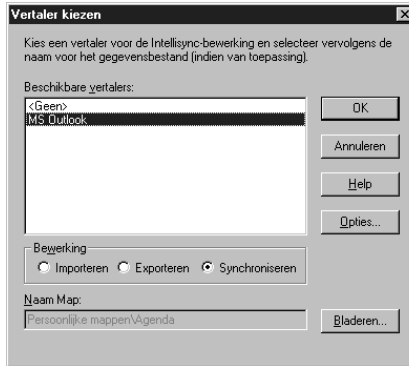 Vertaler kiezen
Kies een vertaler voor de Intellisync-bewerking en selecteer vervolgens de
naam voor het gegevensbestand (indien van toepassing).
Beschikbare vertalers:
<Geen>
MS Outlook
OK
Annuleren
Help
Opties...
Bewerking
Importeren Exporteren Synchroniseren
Naam Map:
Persoonlijke mappen\Agenda
Bladeren...